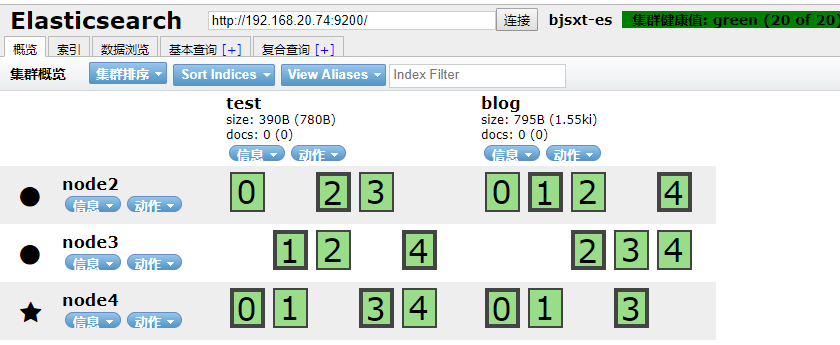 Elasticsearch http://192.168.20.74:9200/ 连接 bjsxt-es 集群健康值: green (20 of 20)
概览 索引 数据浏览 基本查询 [+] 复合查询 [+]
集群概览 集群排序 Sort Indices View Aliases Index Filter
test blog
size: 390B (780B) size: 795B (1.55ki)
docs: 0 (0) docs: 0 (0)
信息 动作 信息 动作
node2 0 2 3 0 1 2 4
信息 动作
node3 1 2 4 2 3 4
信息 动作
node4 0 1 3 4 0 1 3
信息 动作